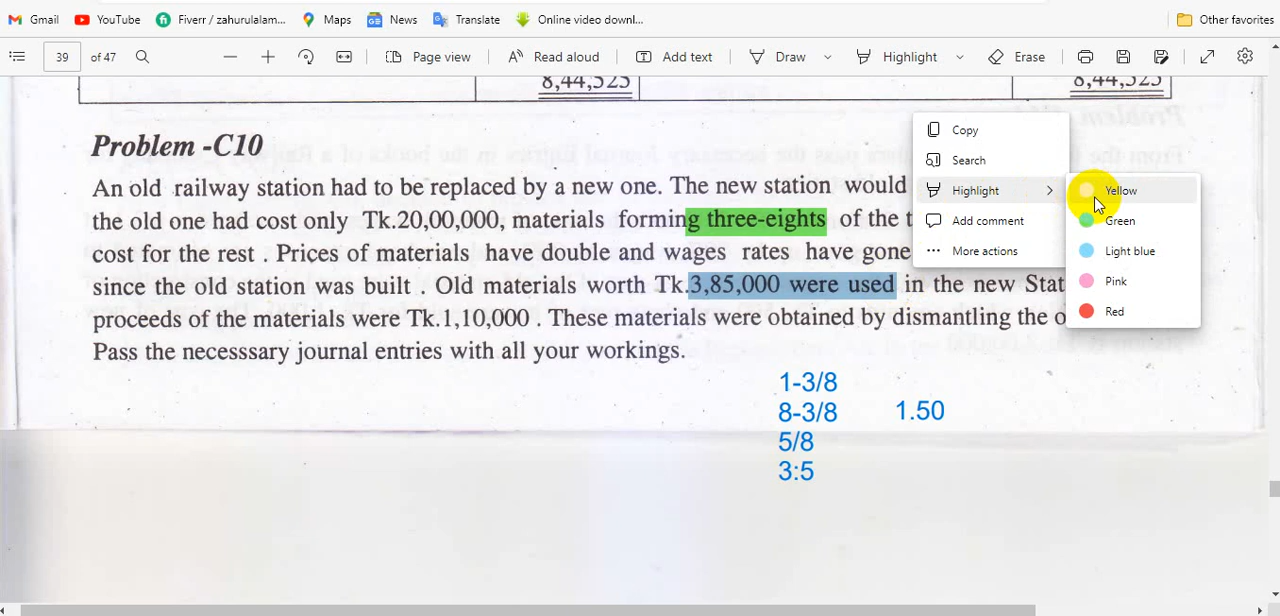 Gmail YouTube Fiverr / zahurulalam... Maps News Translate Online video downl... Other favorites
39 of 47 Page view Read aloud Add text Draw Highlight Erase
8,44,525 8,44,525
Problem -C10
An old railway station had to be replaced by a new one. The new station would
the old one had cost only Tk.20,00,000, materials forming three-eights of the t
cost for the rest . Prices of materials have double and wages rates have gone
since the old station was built . Old materials worth Tk.3,85,000 were used in the new Stat
proceeds of the materials were Tk.1,10,000 . These materials were obtained by dismantling the o
Pass the necesssary journal entries with all your workings.
1-3/8
8-3/8 1.50
5/8
3:5
Copy
Search
Highlight
Add comment
More actions
Yellow
Green
Light blue
Pink
Red